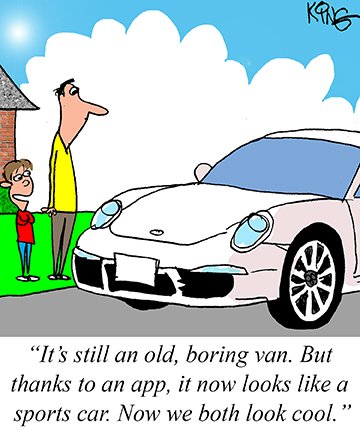 KING
“It’s still an old, boring van. But
thanks to an app, it now looks like a
sports car. Now we both look cool.”